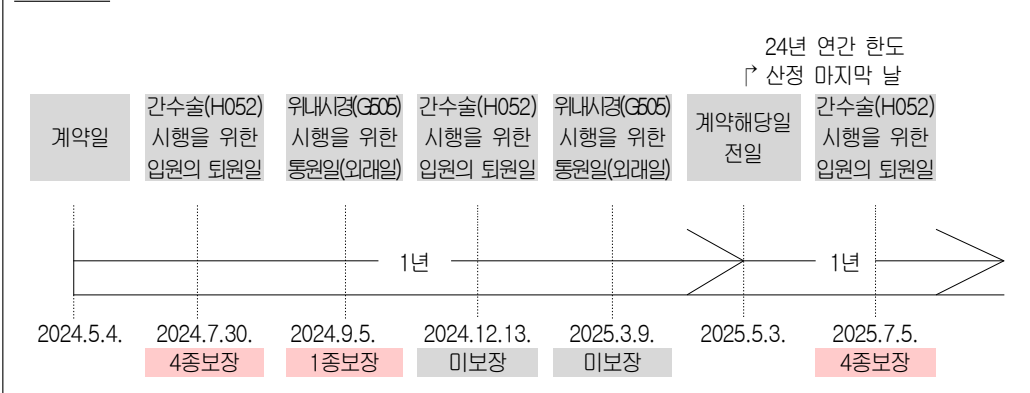 24년 연간 한도
산정 마지막 날
계약일
간수술(H052)
시행을 위한
입원의 퇴원일
위내시경(G505)
시행을 위한
통원일(외래일)
간수술(H052)
시행을 위한
입원의 퇴원일
위내시경(G505)
시행을 위한
통원일(외래일)
계약해당일
전일
간수술(H052)
시행을 위한
입원의 퇴원일
1년
1년
2024.5.4.
2024.7.30.
2024.9.5.
2024.12.13.
2025.3.9.
2025.5.3.
2025.7.5.
4종보장
1종보장
미보장
미보장
4종보장